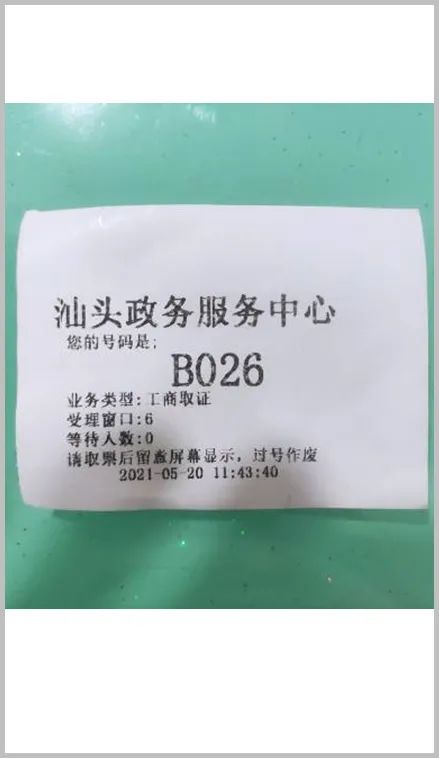 汕头政务服务中心
您的号码是:
B026
业务类型:工商取证
受理窗口:6
等待人数:0
请取票后留意屏幕显示，过号作废
2021-05-20 11:43:40